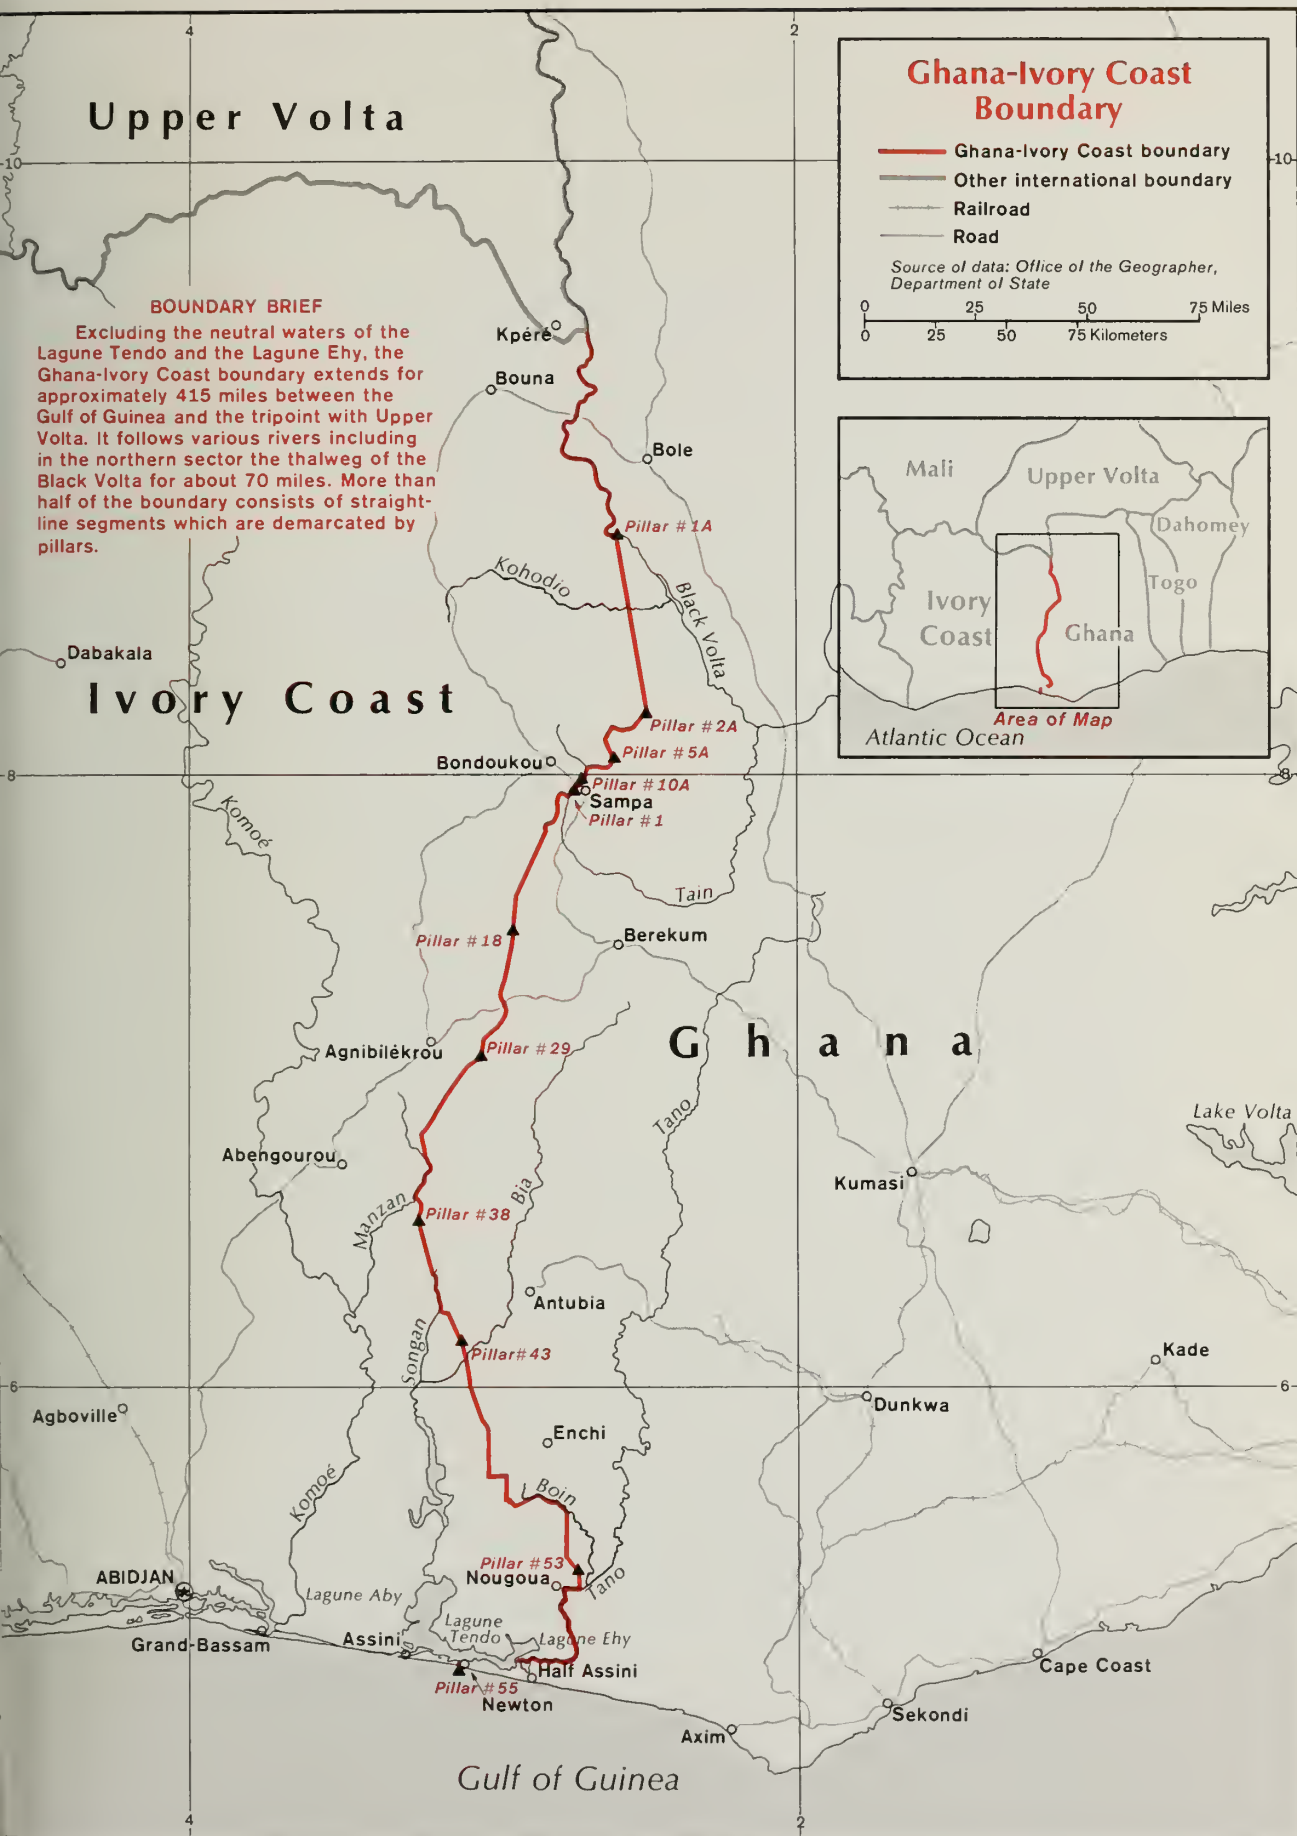 4
2
Ghana-Ivory Coast
Boundary
Ghana-Ivory Coast boundary
Other international boundary
Railroad
Road
Source of data: Office of the Geographer,
Department of State
0 25 50 75 Miles
0 25 50 75 Kilometers
Upper Volta
10
10
BOUNDARY BRIEF
Excluding the neutral waters of the
Lagune Tendo and the Lagune Ehy, the
Ghana-Ivory Coast boundary extends for
approximately 415 miles between the
Gulf of Guinea and the tripoint with Upper
Volta. It follows various rivers including
in the northern sector the thalweg of the
Black Volta for about 70 miles. More than
half of the boundary consists of straight-
line segments which are demarcated by
pillars.
Kpéré
Bouna
Bole
Pillar #1A
Kohodio
Black Volta
Mali
Upper Volta
Dahomey
Togo
Ivory
Coast
Ghana
Area of Map
Atlantic Ocean
Dabakala
Ivory Coast
Pillar #2A
Pillar #5A
Bondoukou
8
8
Pillar #10A
Sampa
Pillar #1
Komoé
Tain
Pillar #18
Berekum
Ghana
Agnibilékrou
Pillar #29
Tano
Lake Volta
Abengourou
Kumasi
Bia
Manzan
Pillar #38
Antubia
Songan
Pillar#43
Kade
6
6
Agboville
Dunkwa
Enchi
Komoé
Boin
Pillar #53
ABIDJAN
Nougoua
Tano
Lagune Aby
Lagune
Tendo
Lagune Ehy
Grand-Bassam
Assini
Half Assini
Cape Coast
Pillar #55
Newton
Sekondi
Axim
Gulf of Guinea
4
2